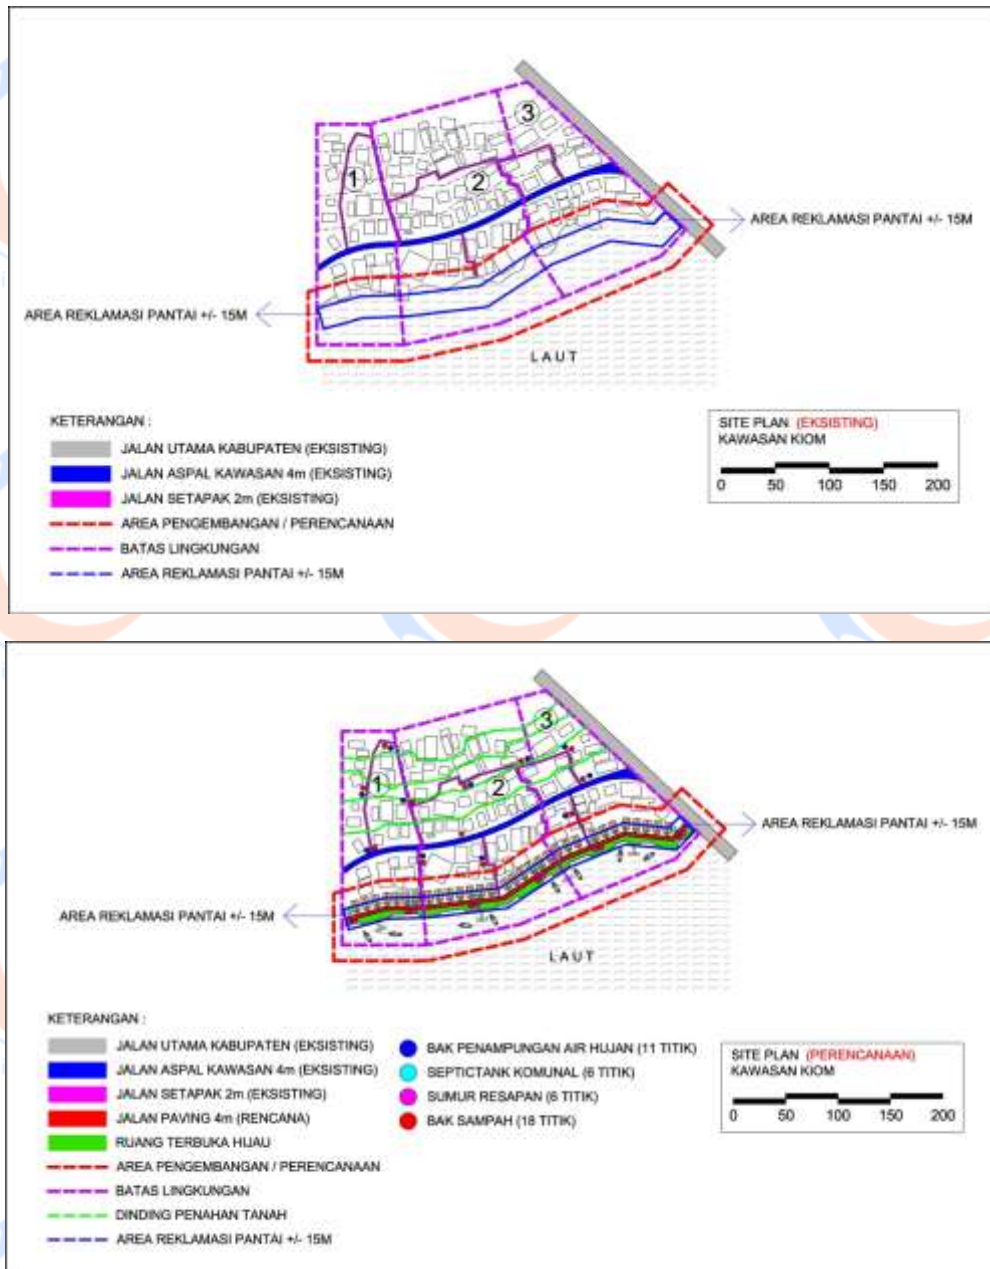 3
1
2
AREA REKLAMASI PANTAI +/- 15M
AREA REKLAMASI PANTAI +/- 15M
LAUT
KETERANGAN :
JALAN UTAMA KABUPATEN (EKSISTING)
JALAN ASPAL KAWASAN 4m (EKSISTING)
JALAN SETAPAK 2m (EKSISTING)
AREA PENGEMBANGAN / PERENCANAAN
BATAS LINGKUNGAN
AREA REKLAMASI PANTAI +/- 15M
SITE PLAN (EKSISTING)
KAWASAN KIOM
0 50 100 150 200
3
1
2
AREA REKLAMASI PANTAI +/- 15M
AREA REKLAMASI PANTAI +/- 15M
LAUT
KETERANGAN :
JALAN UTAMA KABUPATEN (EKSISTING)
JALAN ASPAL KAWASAN 4m (EKSISTING)
JALAN SETAPAK 2m (EKSISTING)
JALAN PAVING 4m (RENCANA)
RUANG TERBUKA HIJAU
AREA PENGEMBANGAN / PERENCANAAN
BATAS LINGKUNGAN
DINDING PENAHAN TANAH
AREA REKLAMASI PANTAI +/- 15M
BAK PENAMPUNGAN AIR HUJAN (11 TITIK)
SEPTICTANK KOMUNAL (6 TITIK)
SUMUR RESAPAN (6 TITIK)
BAK SAMPAH (18 TITIK)
SITE PLAN (PERENCANAAN)
KAWASAN KIOM
0 50 100 150 200